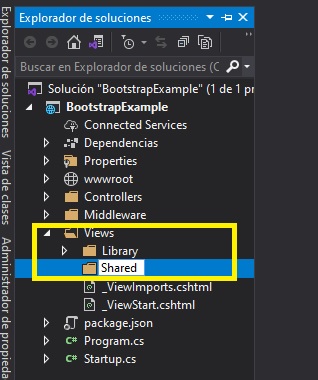 Explorador de soluciones
Buscar en Explorador de soluciones (C
Solución "BootstrapExample" (1 de 1 pr
BootstrapExample
Connected Services
Dependencias
Properties
wwwroot
Controllers
Middleware
Views
Library
Shared
_ViewImports.cshtml
_ViewStart.cshtml
package.json
C# Program.cs
C# Startup.cs
Explorador de soluciones
Vista de clases
Administrador de propieda